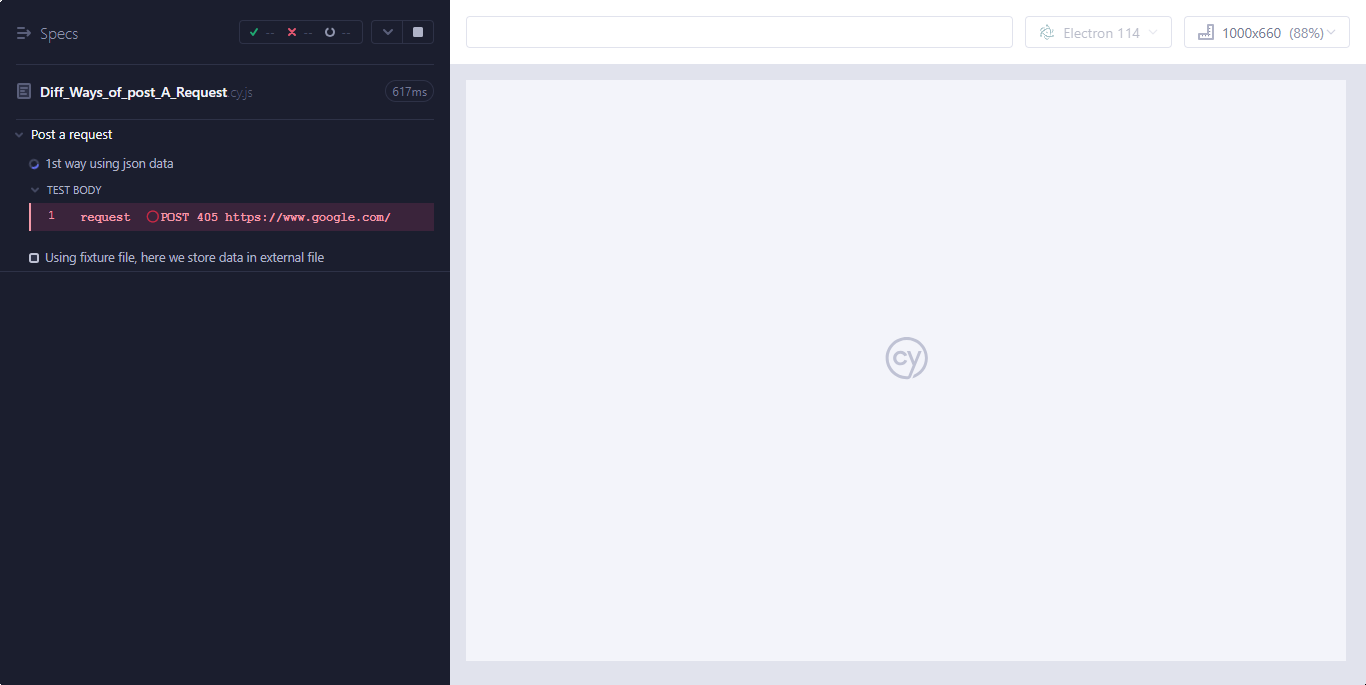 Specs
-- -- --
Electron 114
1000x660 (88%)
Diff_Ways_of_post_A_Request.cy.js
617ms
Post a request
1st way using json data
TEST BODY
1 request POST 405 https://www.google.com/
Using fixture file, here we store data in external file
cy